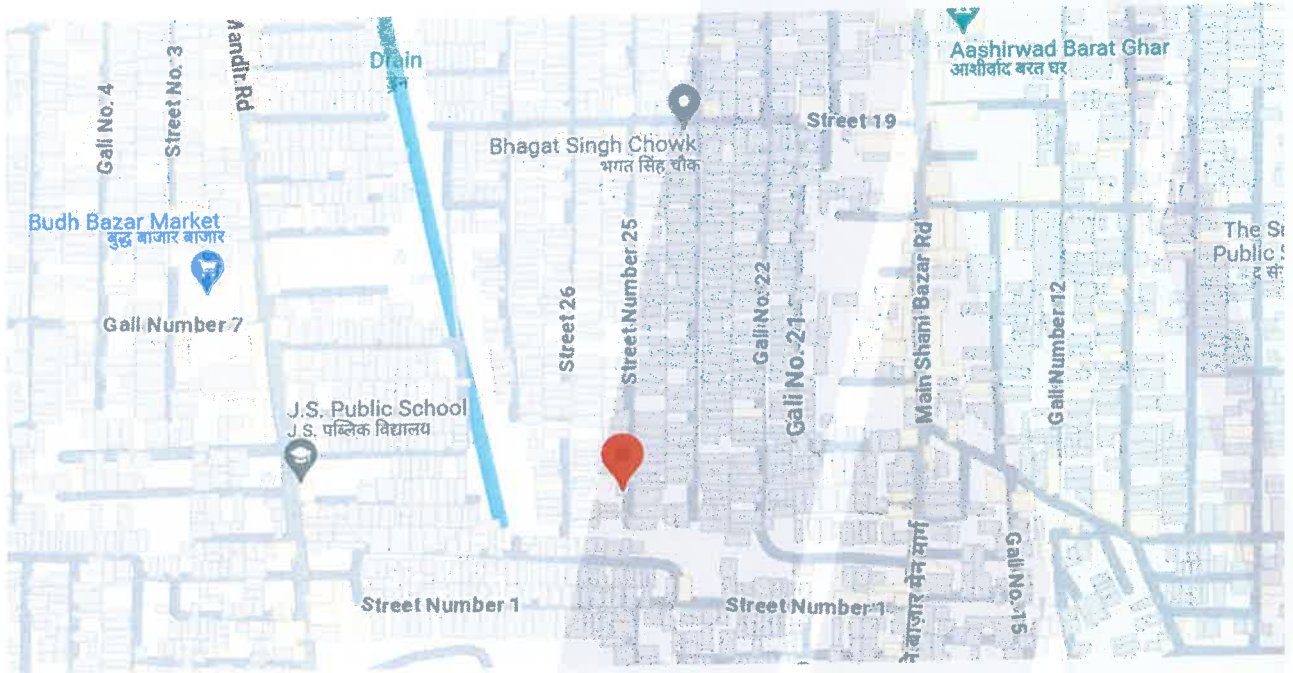 Aashirwad Barat Ghar
आशीर्वाद बरत घर
Drain
Street No. 3
Gali No. 4
Street 19
Bhagat Singh Chowk
भगत सिंह चौक
Budh Bazar Market
बुद्ध बाजार बाजार
Street Number 25
The
Public
Gali No. 22
Main Shani Bazar Rd
Gali Number 12
Street 26
Gali Number 7
Gali No. 21
J.S. Public School
J.S. पब्लिक विद्यालय
बाज़ार मेन मार्ग
Gali No. 15
Street Number 1
Street Number 1